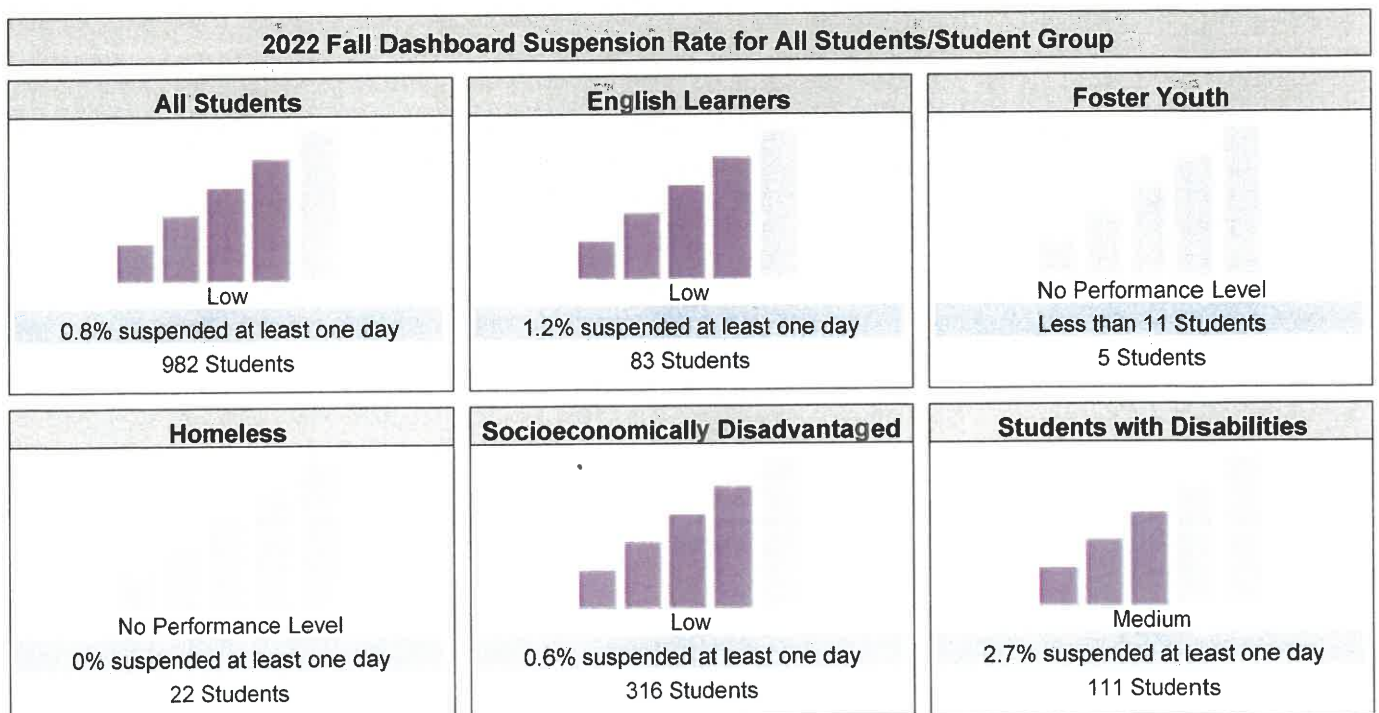 2022 Fall Dashboard Suspension Rate for All Students/Student Group
All Students
Low
0.8% suspended at least one day
982 Students
English Learners
Low
1.2% suspended at least one day
83 Students
Foster Youth
No Performance Level
Less than 11 Students
5 Students
Homeless
No Performance Level
0% suspended at least one day
22 Students
Socioeconomically Disadvantaged
Low
0.6% suspended at least one day
316 Students
Students with Disabilities
Medium
2.7% suspended at least one day
111 Students